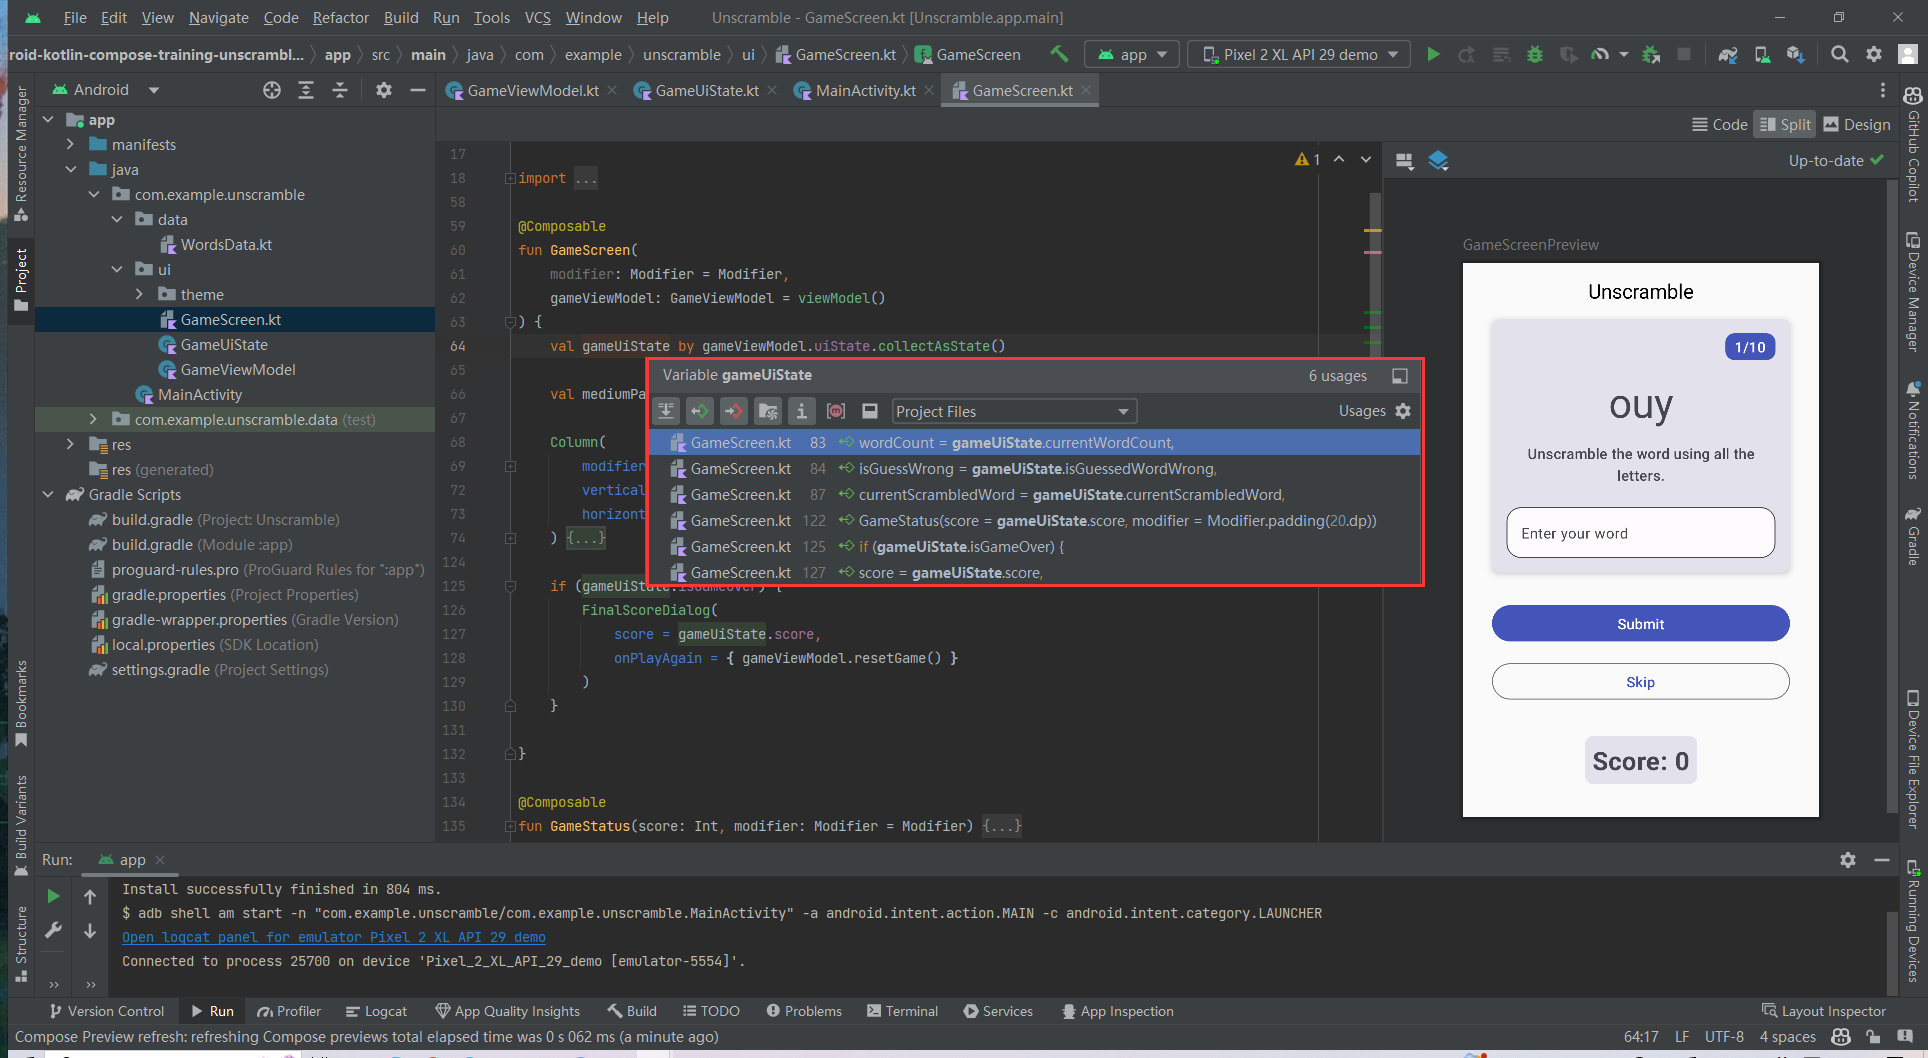 File Edit View Navigate Code Refactor Build Run Tools VCS Window Help Unscramble - GameScreen.kt [Unscramble.app.main]
roid-kotlin-compose-training-unscrambl... app src main java com example unscramble ui GameScreen.kt GameScreen app Pixel 2 XL API 29 demo
Resource Manager
Project
Bookmarks
Build Variants
Structure
Android
app
manifests
java
com.example.unscramble
data
WordsData.kt
ui
theme
GameScreen.kt
GameUiState
GameViewModel
MainActivity
com.example.unscramble.data (test)
res
res (generated)
Gradle Scripts
build.gradle (Project: Unscramble)
build.gradle (Module :app)
proguard-rules.pro (ProGuard Rules for ":app")
gradle.properties (Project Properties)
gradle-wrapper.properties (Gradle Version)
local.properties (SDK Location)
settings.gradle (Project Settings)
GameViewModel.kt GameUiState.kt MainActivity.kt GameScreen.kt
Code Split Design
1
17
18 import ...
58
59 @Composable
60 fun GameScreen(
61 modifier: Modifier = Modifier,
62 gameViewModel: GameViewModel = viewModel()
63 ) {
64 val gameUiState by gameViewModel.uiState.collectAsState()
65
66 val mediumPa
67
68 Column(
69 modifier
72 vertical
73 horizont
74 ) {...}
124
125 if (gameUiState.isGameOver) {
126 FinalScoreDialog(
127 score = gameUiState.score,
128 onPlayAgain = { gameViewModel.resetGame() }
129 )
130 }
131
132 }
133
134 @Composable
135 fun GameStatus(score: Int, modifier: Modifier = Modifier) {...}
Variable gameUiState 6 usages
Project Files Usages
GameScreen.kt 83 wordCount = gameUiState.currentWordCount,
GameScreen.kt 84 isGuessWrong = gameUiState.isGuessedWordWrong,
GameScreen.kt 87 currentScrambledWord = gameUiState.currentScrambledWord,
GameScreen.kt 122 GameStatus(score = gameUiState.score, modifier = Modifier.padding(20.dp))
GameScreen.kt 125 if (gameUiState.isGameOver) {
GameScreen.kt 127 score = gameUiState.score,
Up-to-date
GameScreenPreview
Unscramble
1/10
ouy
Unscramble the word using all the
letters.
Enter your word
Submit
Skip
Score: 0
GitHub Copilot
Device Manager
Notifications
Gradle
Device File Explorer
Running Devices
Run: app
Install successfully finished in 804 ms.
$ adb shell am start -n "com.example.unscramble/com.example.unscramble.MainActivity" -a android.intent.action.MAIN -c android.intent.category.LAUNCHER
Open logcat panel for emulator Pixel 2 XL API 29 demo
Connected to process 25700 on device 'Pixel_2_XL_API_29_demo [emulator-5554]'.
Version Control Run Profiler Logcat App Quality Insights Build TODO Problems Terminal Services App Inspection Layout Inspector
Compose Preview refresh: refreshing Compose previews total elapsed time was 0 s 062 ms (a minute ago) 64:17 LF UTF-8 4 spaces